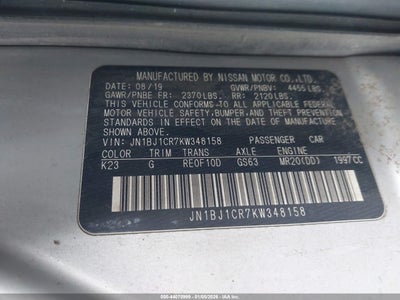 MANUFACTURED BY NISSAN MOTOR CO., LTD.
DATE: 08/19 GVWR/PNBV: 4455 LBS.
GAWR/PNBE FR: 2370 LBS. RR: 2120 LBS.
THIS VEHICLE CONFORMS TO ALL APPLICABLE FEDERAL
MOTOR VEHICLE SAFETY, BUMPER, AND THEFT PREVENTION
STANDARDS IN EFFECT ON THE DATE OF
MANUFACTURE SHOWN ABOVE.
VIN: JN1BJ1CR7KW348158 PASSENGER CAR
COLOR TRIM TRANS AXLE ENGINE
K23 G RE0F10D GS63 MR20(DD) 1997CC
JN1BJ1CR7KW348158